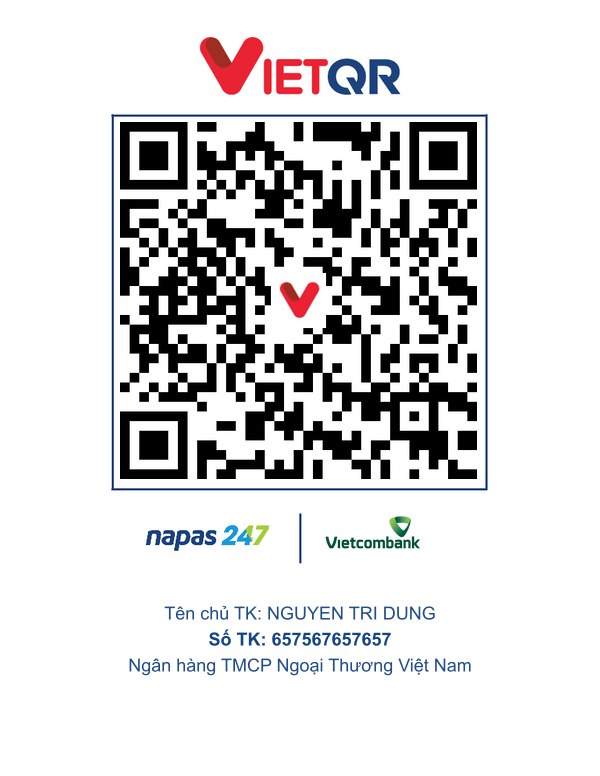 VIETQR
napas 247
Vietcombank
Tên chủ TK: NGUYEN TRI DUNG
Số TK: 657567657657
Ngân hàng TMCP Ngoại Thương Việt Nam